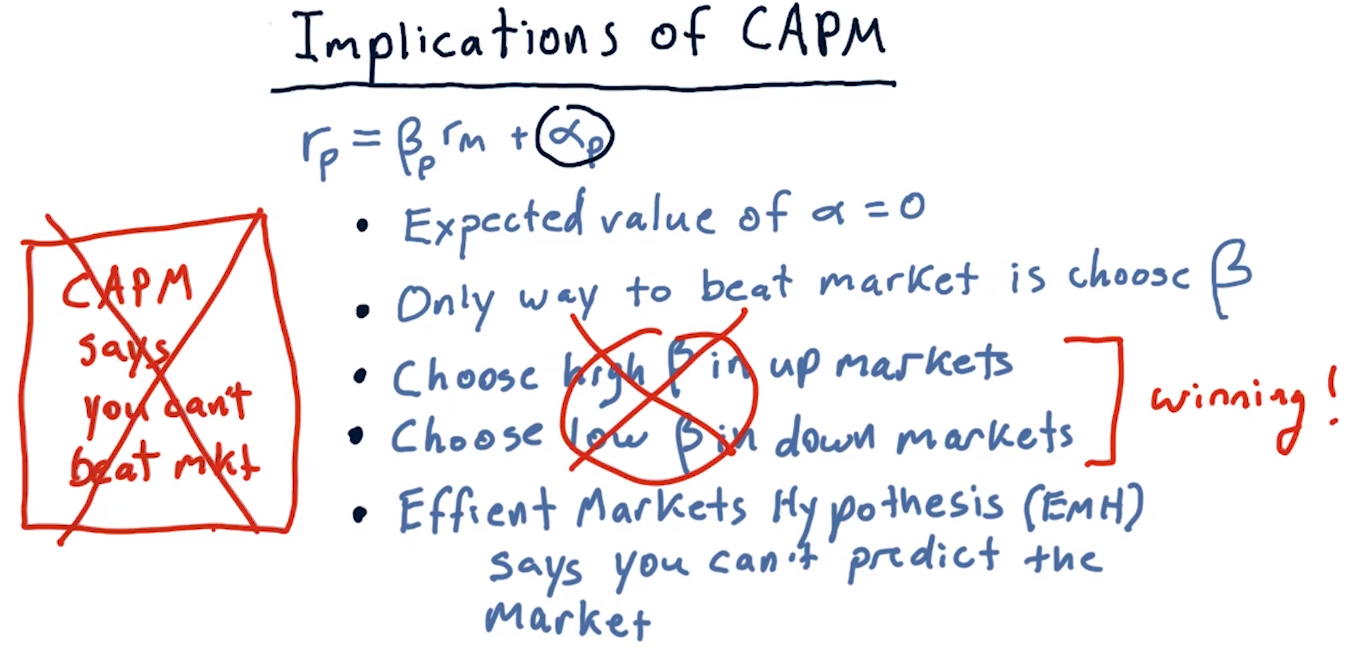 Implications of CAPM
rₚ = βₚ rₘ + αₚ
• Expected value of α = 0
• Only way to beat market is choose β
• Choose high β in up markets
• Choose low β in down markets
winning!
• Effient Markets Hypothesis (EMH)
says you can't predict the
Market
CAPM
says
you can't
beat mkt